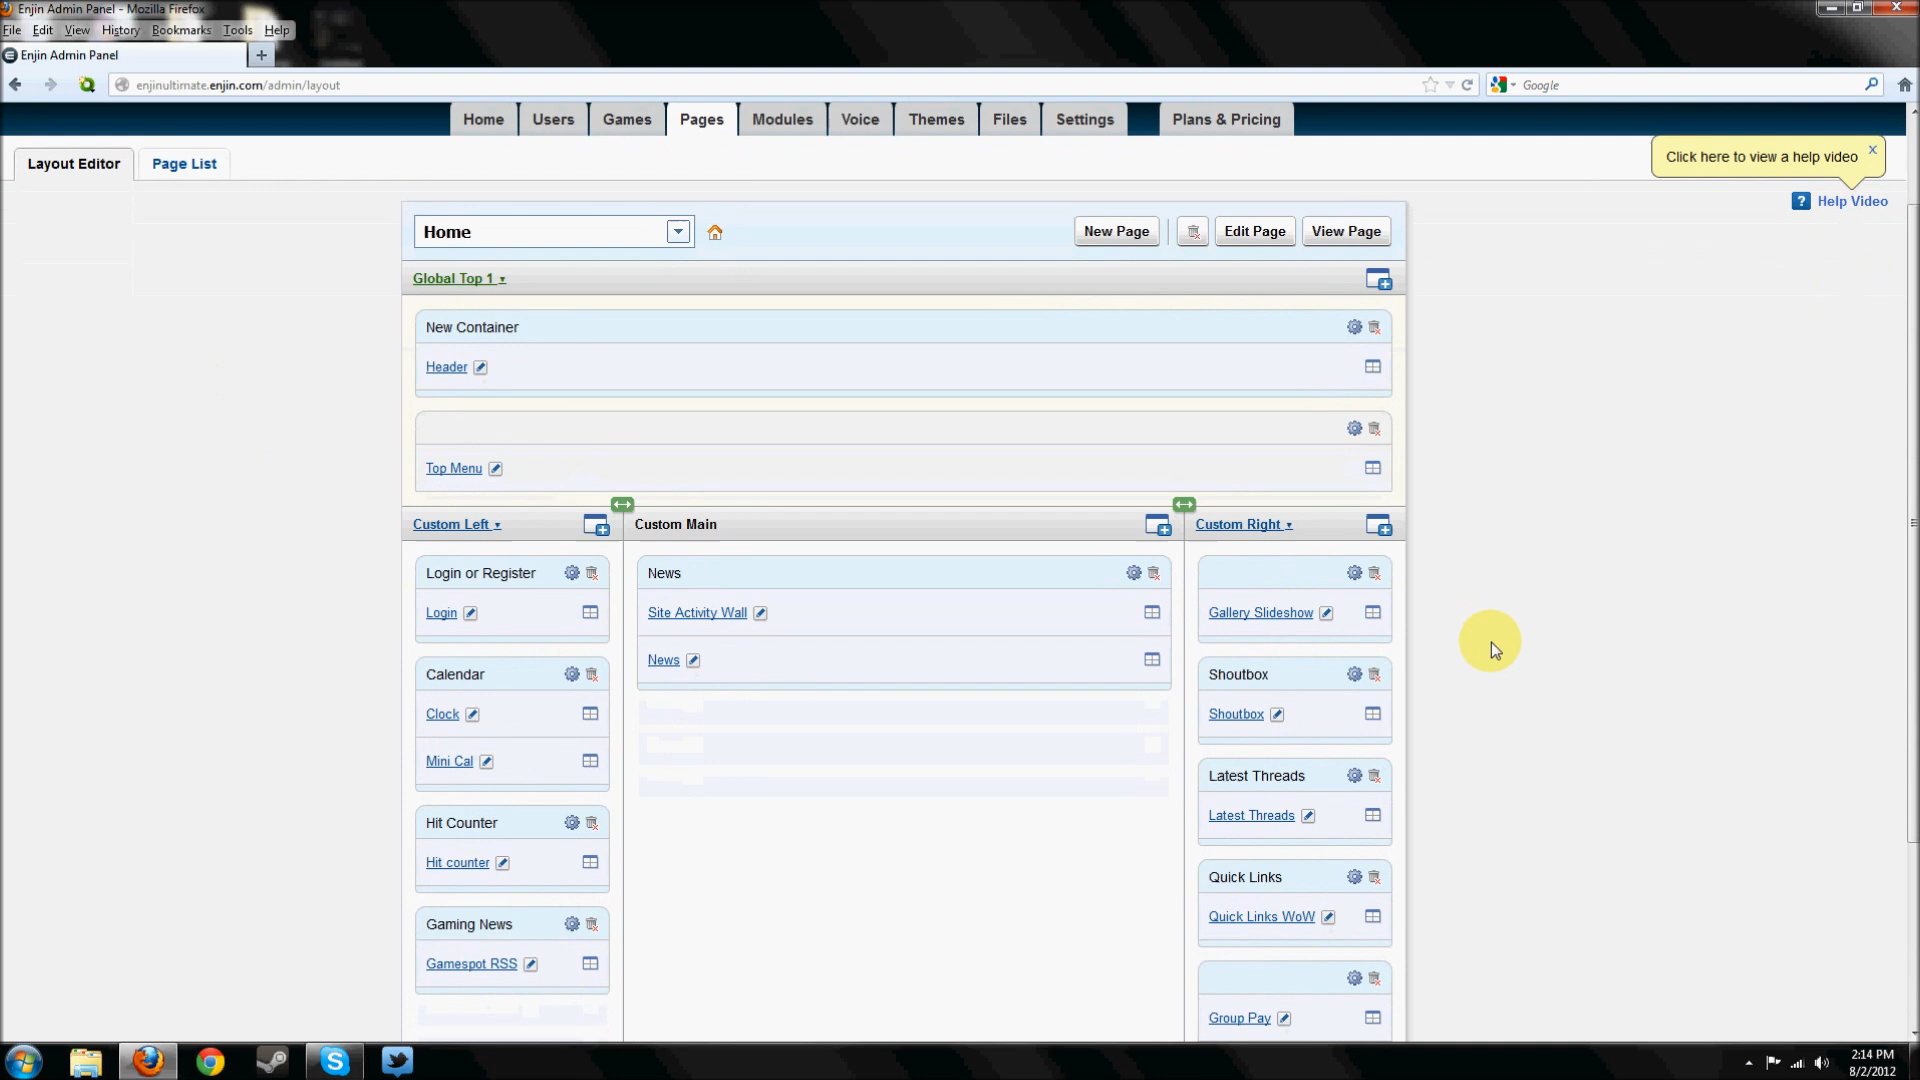 Enjin Admin Panel - Mozilla Firefox
File Edit View History Bookmarks Tools Help
Enjin Admin Panel
enjinultimate.enjin.com/admin/layout
Google
Home Users Games Pages Modules Voice Themes Files Settings Plans & Pricing
Layout Editor Page List
Click here to view a help video x
? Help Video
Home New Page Edit Page View Page
Global Top 1
New Container
Header
Top Menu
Custom Left Custom Main Custom Right
Login or Register News
Login Site Activity Wall Gallery Slideshow
News
Calendar Shoutbox
Clock Shoutbox
Mini Cal Latest Threads
Hit Counter Latest Threads
Hit counter Quick Links
Gaming News Quick Links WoW
Gamespot RSS
Group Pay
2:14 PM
8/2/2012